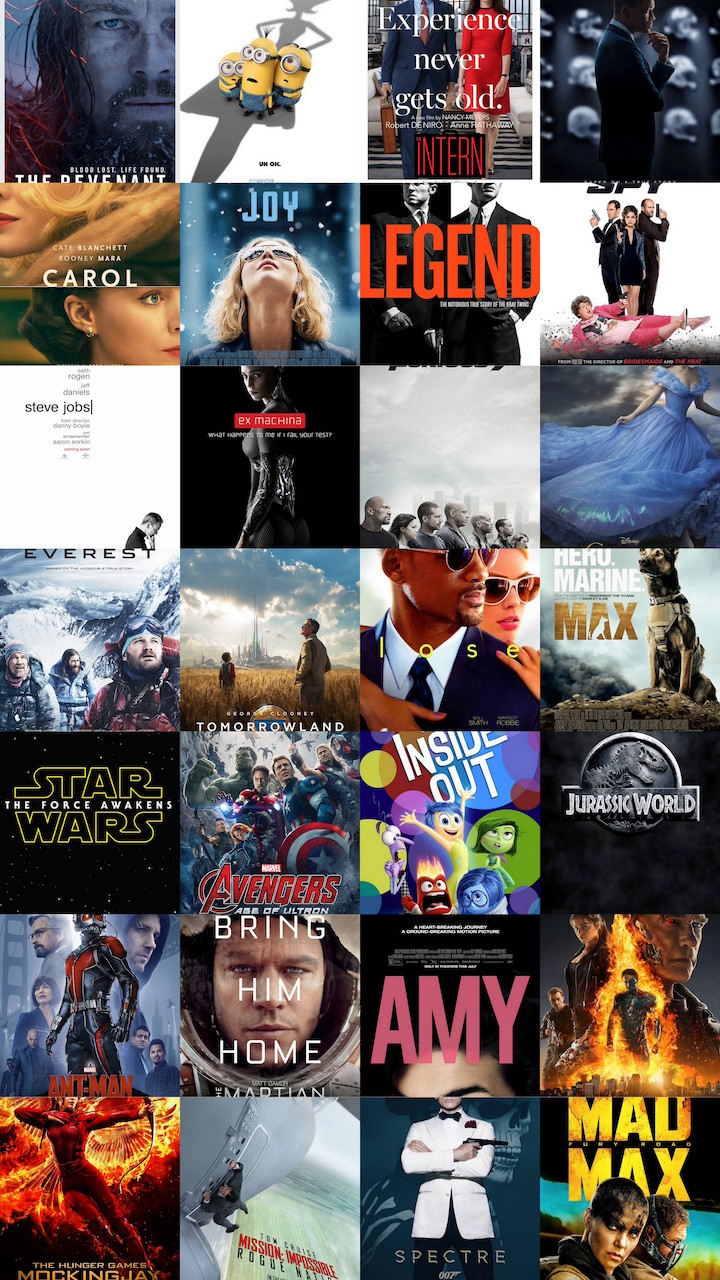 BLOOD LOST. LIFE FOUND.
THE REVENANT
UH OH.
Experience
never
gets old.
A new film by NANCY MEYERS
Robert DE NIRO Anne HATHAWAY
INTERN
CATE BLANCHETT
ROONEY MARA
CAROL
JOY
LEGEND
THE NOTORIOUS TRUE STORY OF THE KRAY TWINS
SPY
FROM THE DIRECTOR OF BRIDESMAIDS AND THE HEAT
seth
rogen
jeff
daniels
steve jobs
from director
danny boyle
and
screenwriter
aaron sorkin
coming soon
ex machina
WHAT HAPPENS TO ME IF I FAIL YOUR TEST?
Disney
EVEREST
BASED ON THE INCREDIBLE TRUE STORY
GEORGE CLOONEY
TOMORROWLAND
lose
WILL
SMITH
MARGOT
ROBBIE
HERO.
MARINE
MAX
STAR
THE FORCE AWAKENS
WARS
MARVEL
AVENGERS
AGE OF ULTRON
INSIDE
OUT
JURASSIC WORLD
MARVEL
ANT-MAN
BRING
HIM
HOME
MATT DAMON
THE MARTIAN
A HEART-BREAKING JOURNEY
A GROUND-BREAKING MOTION PICTURE
ONLY IN THEATERS THIS JULY
AMY
THE HUNGER GAMES
MOCKINGJAY
TOM CRUISE
MISSION: IMPOSSIBLE
ROGUE NA
SPECTRE
007
MAD
FURY ROAD
MAX